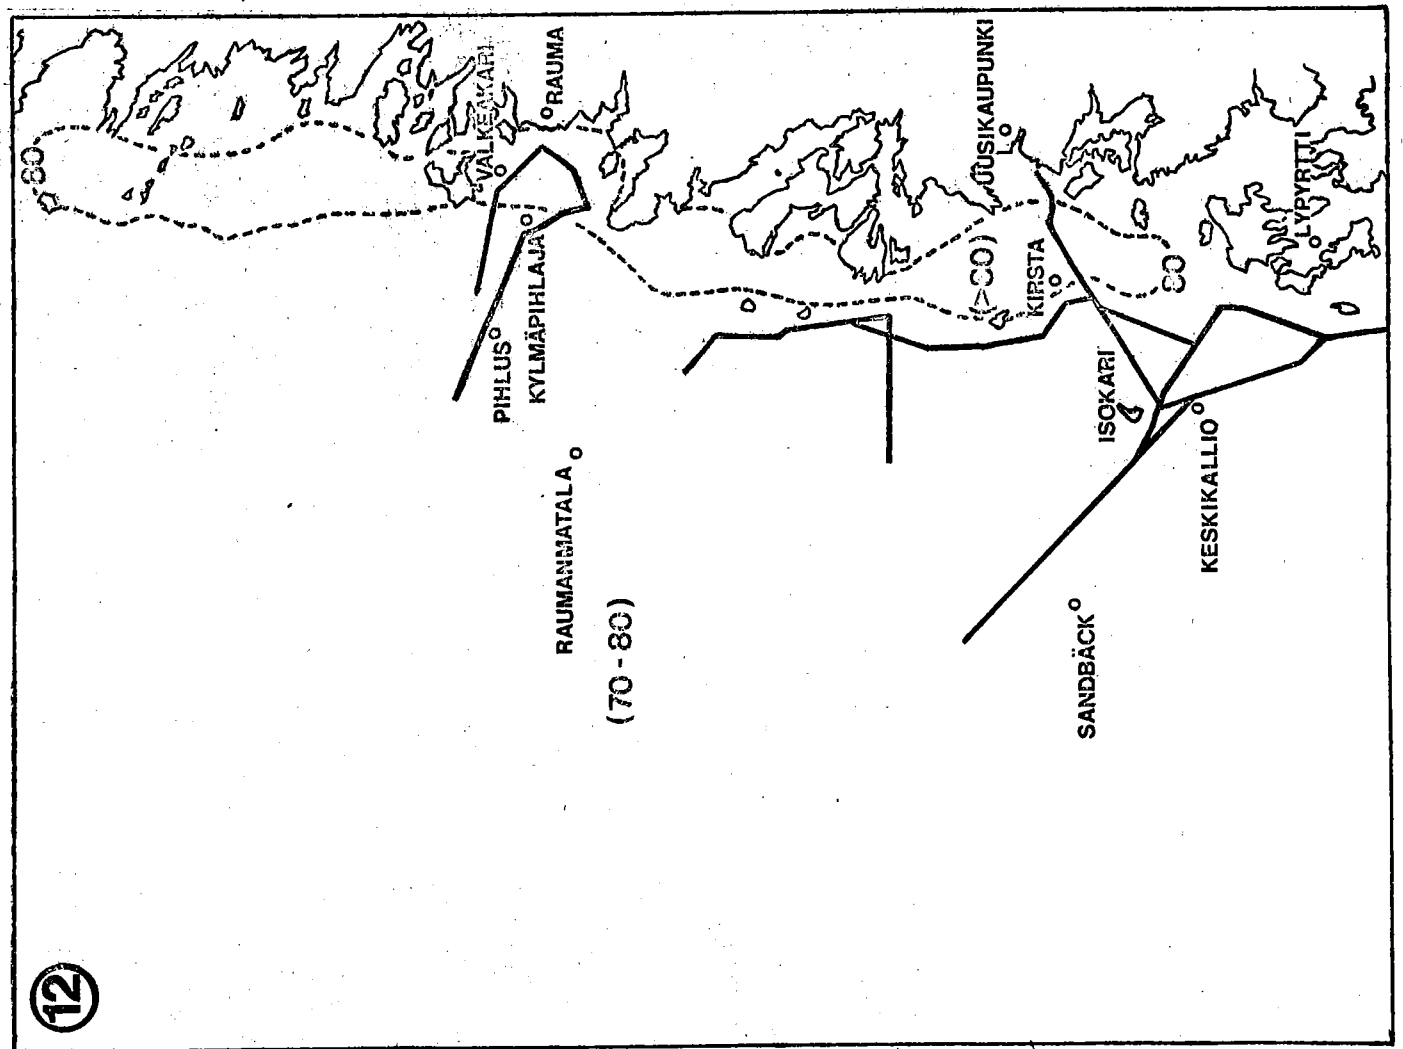 80
VALKEAKARI
RAUMA
PIHLUS
KYLMÄPIHLAJA
RAUMANMATALA
(70-80)
UUSIKAUPUNKI
(>80)
KIRSTA
80
LYPYRTTI
ISOKARI
KESKIKALLIO
SANDBÄCK
12